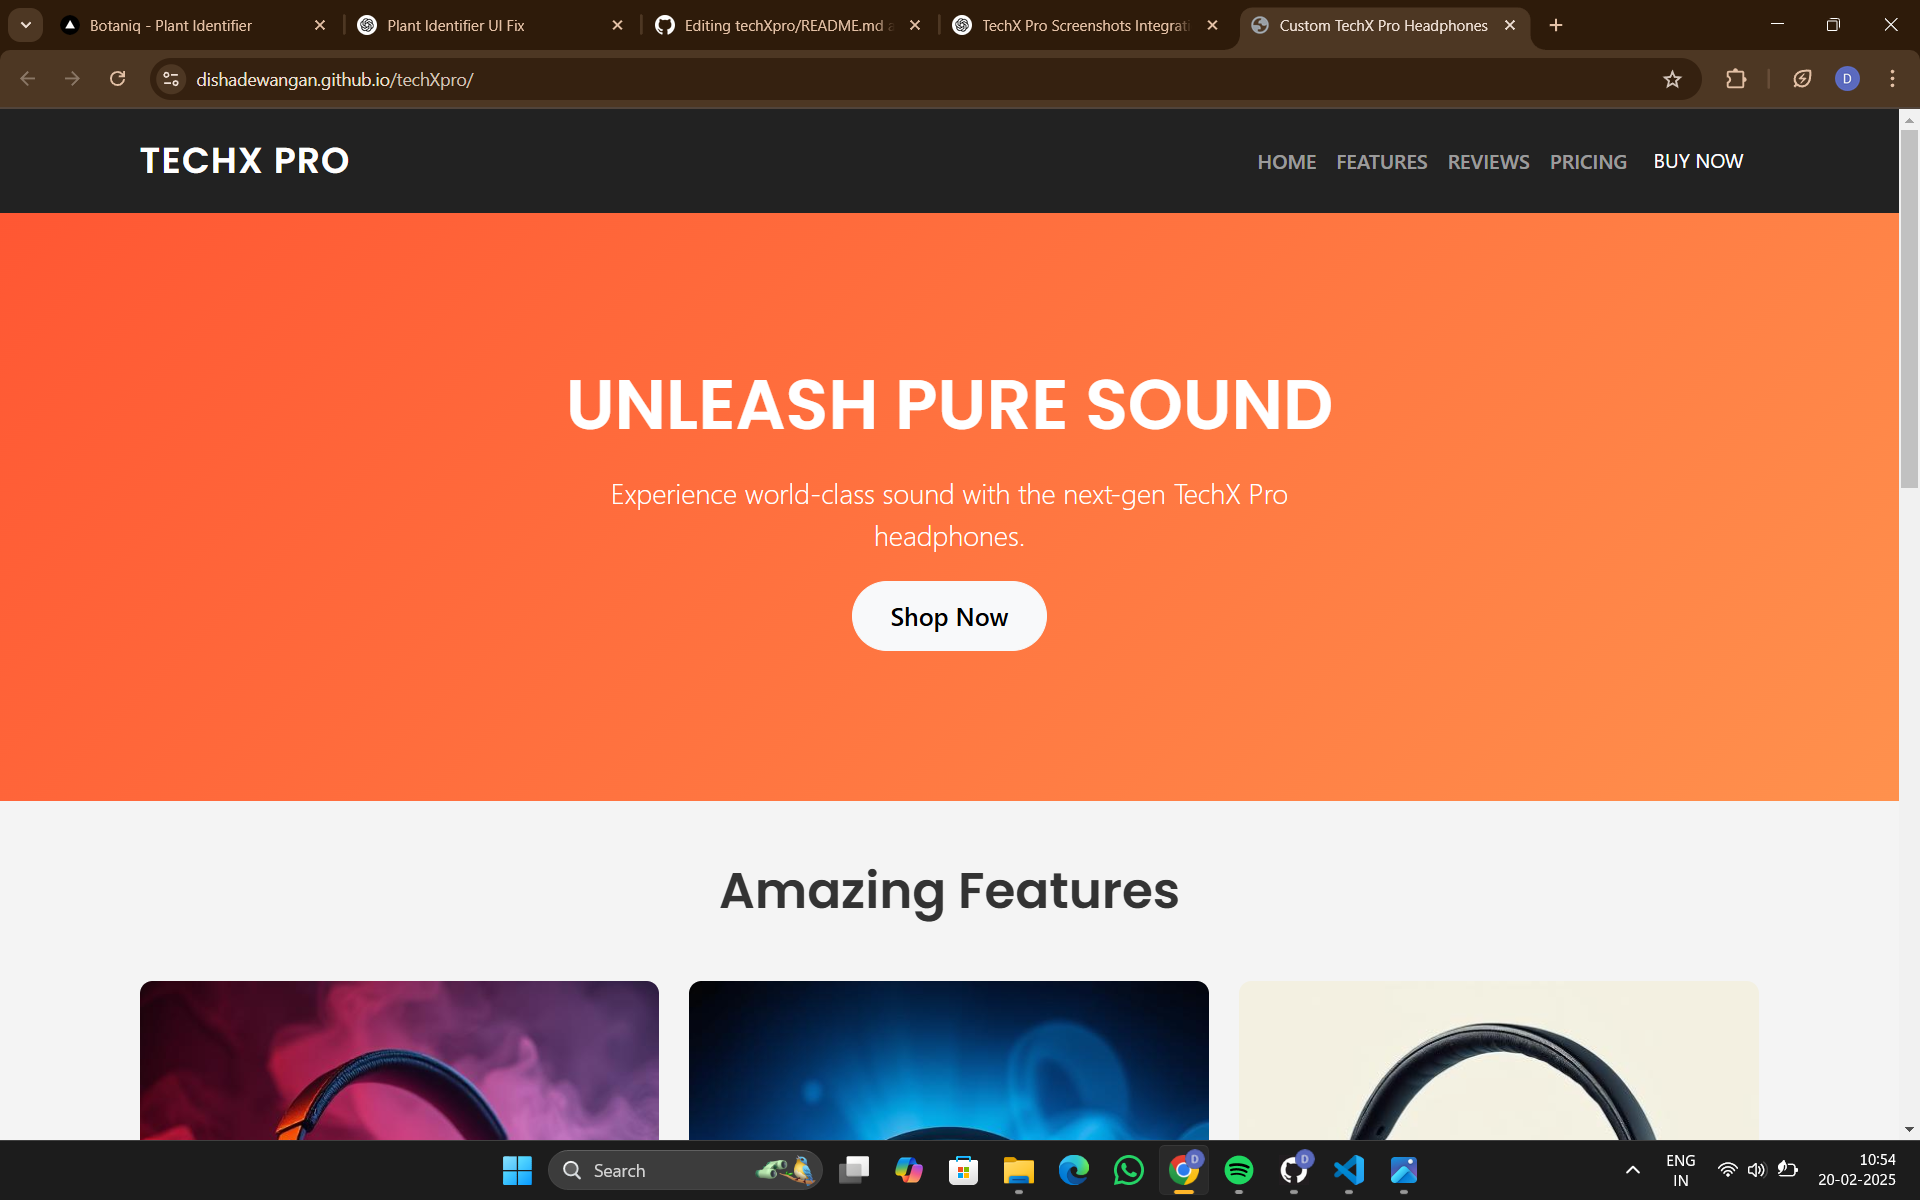 Botaniq - Plant Identifier
Plant Identifier UI Fix
Editing techXpro/README.md a
TechX Pro Screenshots Integrati
Custom TechX Pro Headphones
dishadewangan.github.io/techXpro/
D
TECHX PRO
HOME FEATURES REVIEWS PRICING BUY NOW
UNLEASH PURE SOUND
Experience world-class sound with the next-gen TechX Pro
headphones.
Shop Now
Amazing Features
Search
D
D
ENG
IN
10:54
20-02-2025